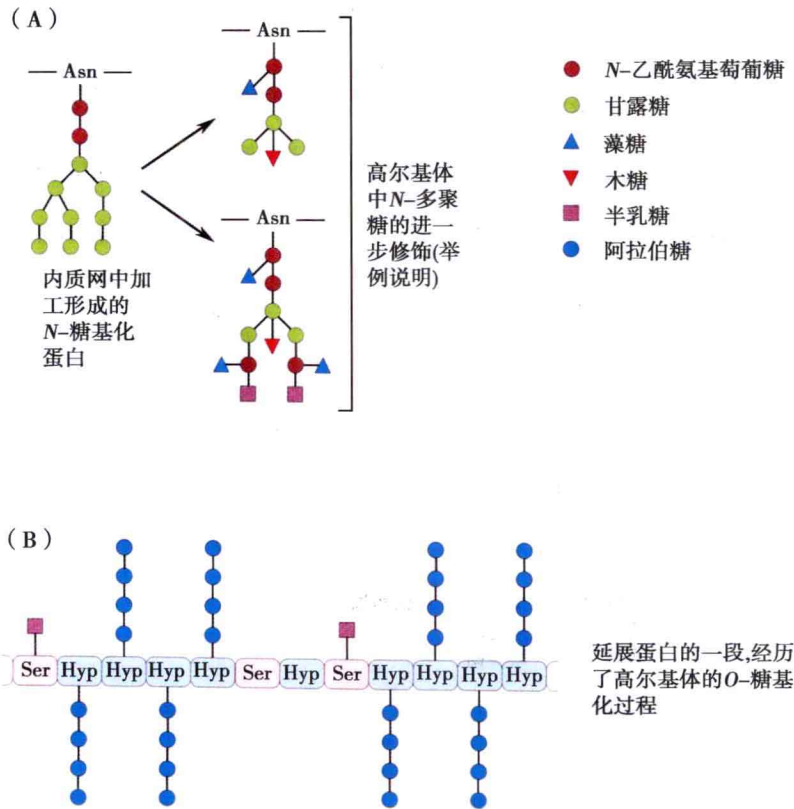 (A)
— Asn —
内质网中加
工形成的
N-糖基化
蛋白
— Asn —
— Asn —
高尔基体
中N-多聚
糖的进一
步修饰(举
例说明)
N-乙酰氨基萄葡糖
甘露糖
藻糖
木糖
半乳糖
阿拉伯糖
(B)
Ser Hyp Hyp Hyp Hyp Ser Hyp Ser Hyp Hyp Hyp Hyp
延展蛋白的一段,经历
了高尔基体的O-糖基
化过程